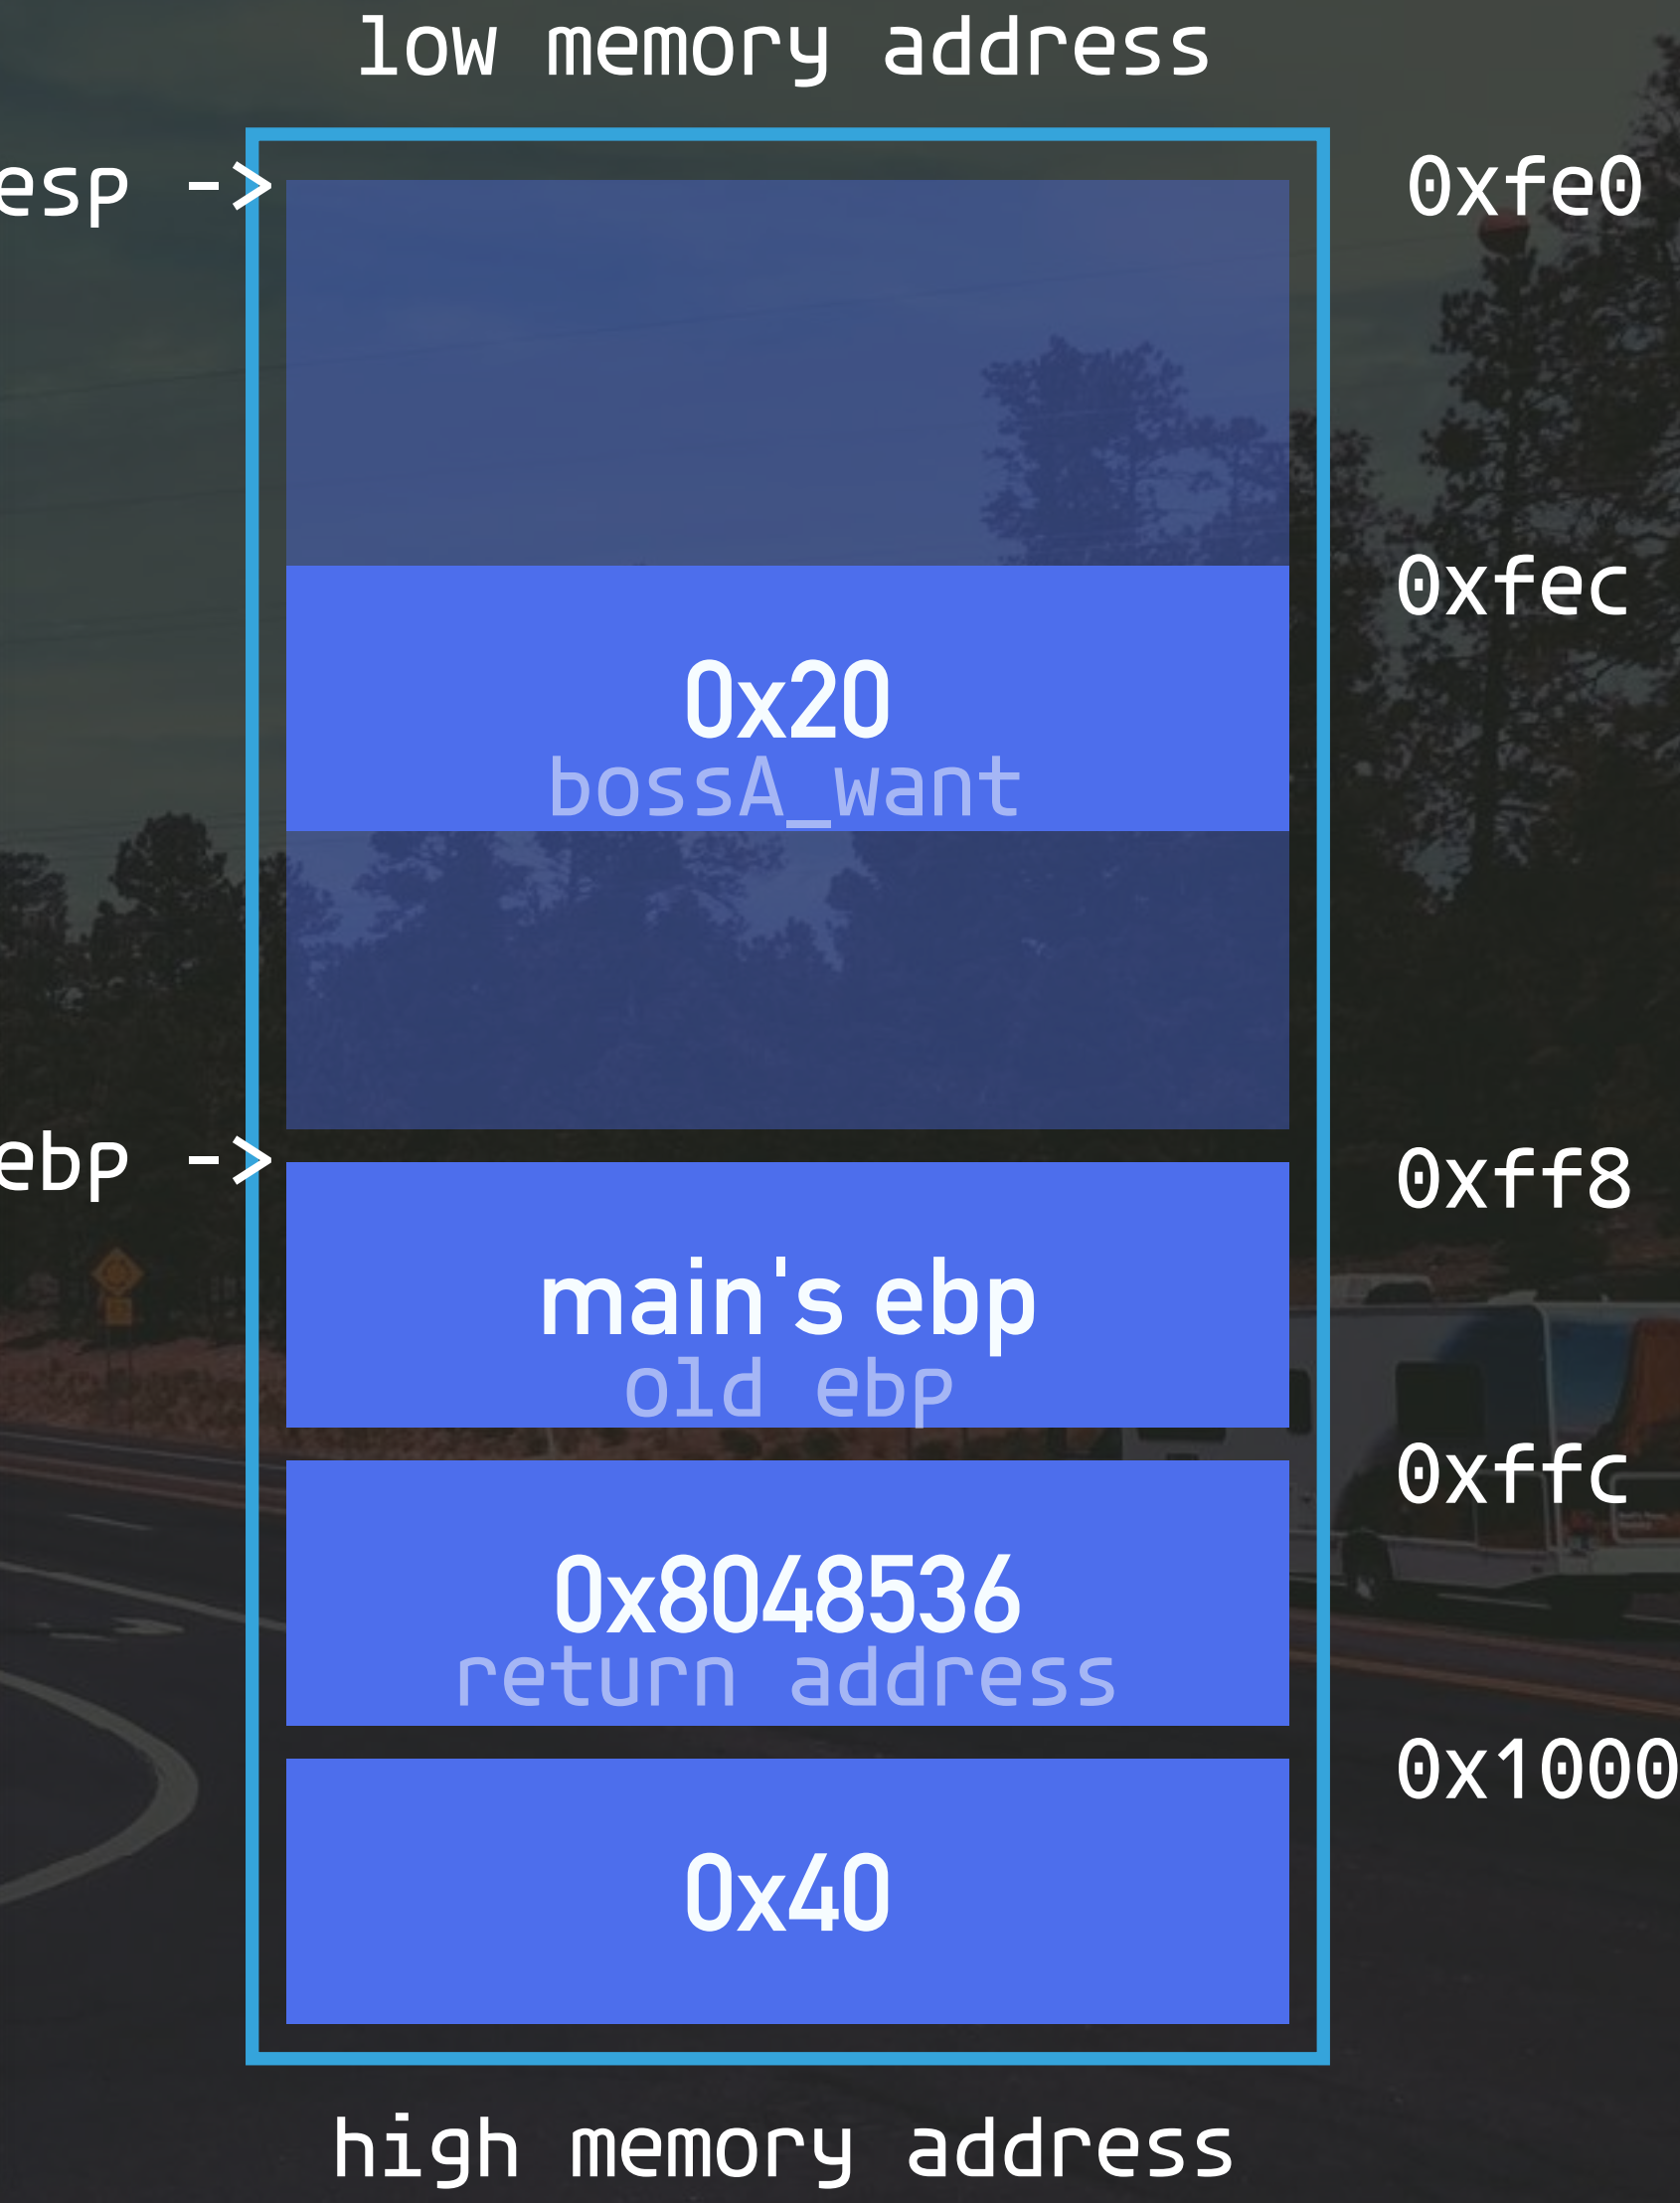 low memory address
esp -> 0xfe0
0xfec
0x20
bossA_want
ebp -> 0xff8
main's ebp
old ebp
0xffc
0x8048536
return address
0x1000
0x40
high memory address